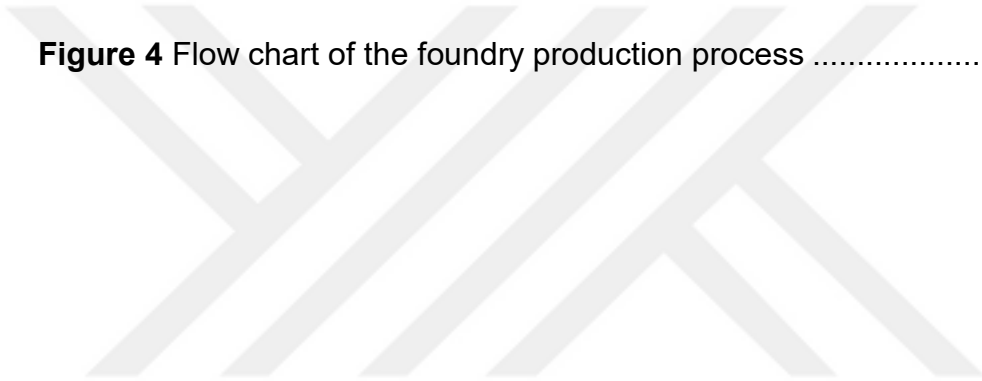 Figure 4 Flow chart of the foundry production process ...................